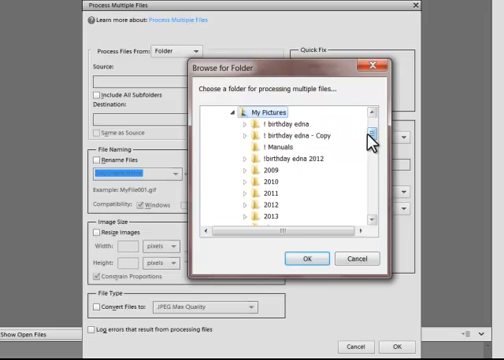 Process Multiple Files
Learn more about: Process Multiple Files
Process Files From: Folder
Quick Fix
Source:
Include All Subfolders
Destination:
Same as Source
File Naming
Rename Files
Example: MyFile001.gif
Compatibility: Windows
Image Size
Resize Images
Width: pixels
Height: pixels
Constrain Proportions
File Type
Convert Files to: JPEG Max Quality
Log errors that result from processing files
Cancel OK
Show Open Files
Browse for Folder
Choose a folder for processing multiple files...
My Pictures
! birthday edna
! birthday edna - Copy
! Manuals
!birthday edna 2012
2009
2010
2011
2012
2013
OK Cancel